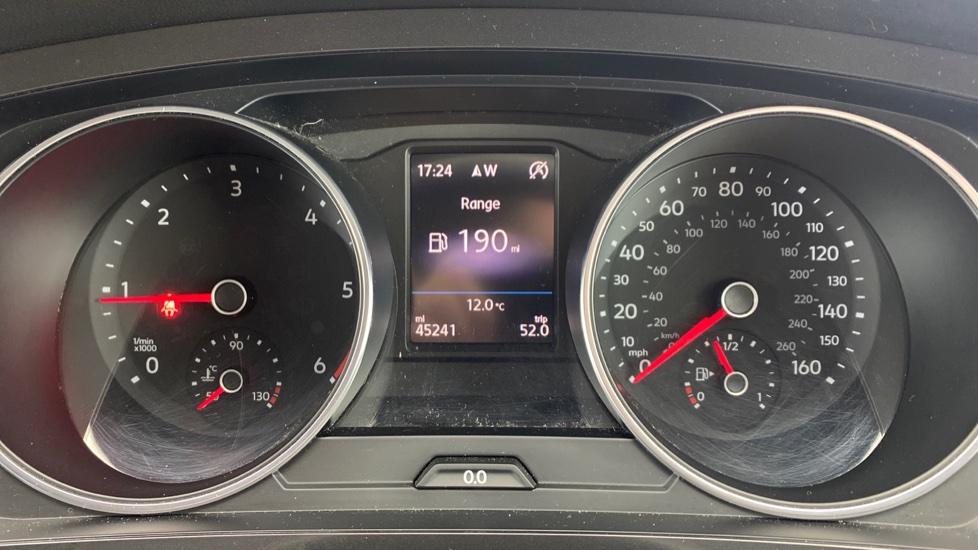 17:24 W
Range
190 mi
12.0 °C
mi trip
45241 52.0
0 1 2 3 4 5 6
1/min
x1000
90
°C
130
0 10 20 30 40 50 60 70 80 90 100 110 120 130 140 150 160
mph
20 40 60 80 100 120 140 160 180 200 220 240 260
km/h
1/2
0 1
0.0